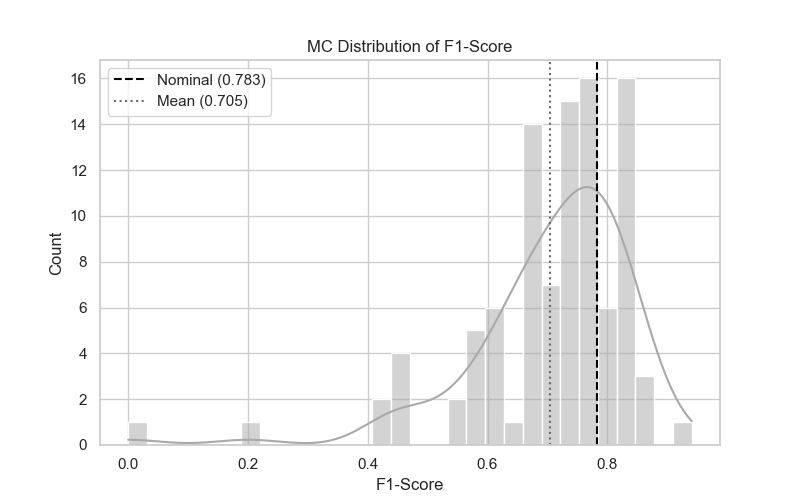 MC Distribution of F1-Score
Nominal (0.783)
Mean (0.705)
16
14
12
10
8
6
4
2
0
Count
0.0 0.2 0.4 0.6 0.8
F1-Score